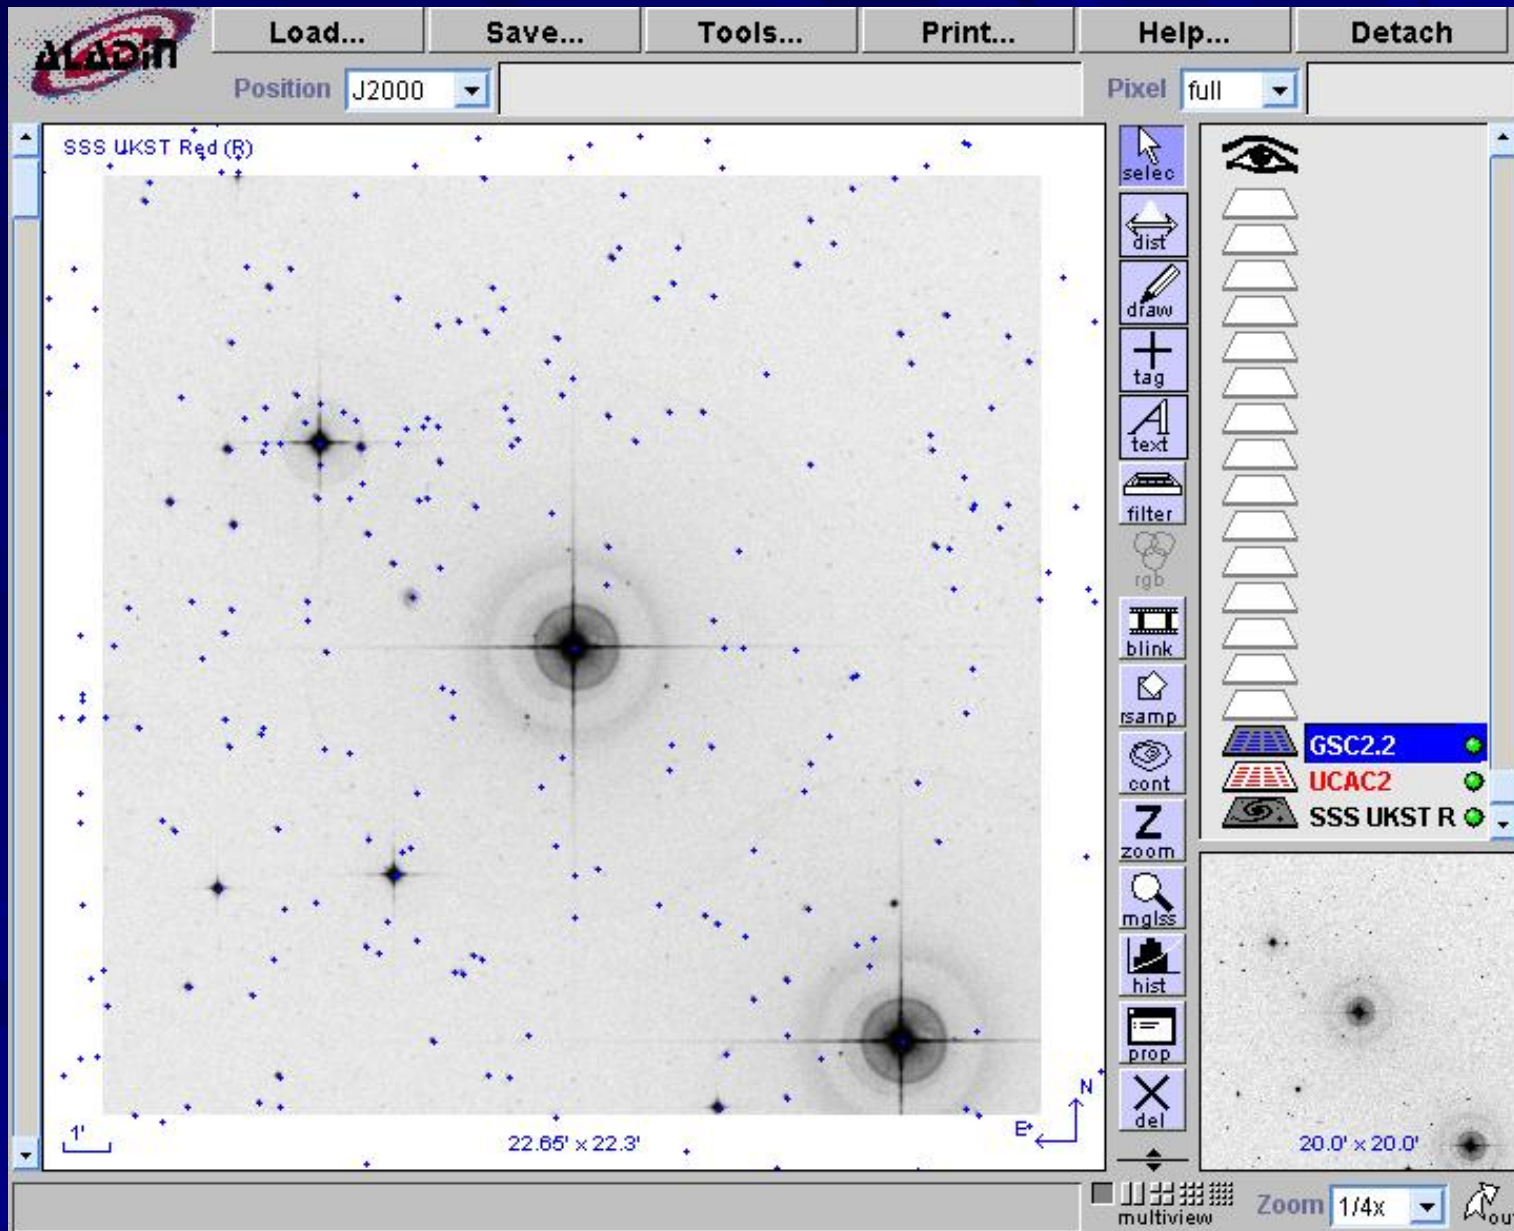 ALADiN
Load...
Save...
Tools...
Print...
Help...
Detach
Position J2000
Pixel full
SSS UKST Red (R)
selec
dist
draw
tag
text
filter
rgb
blink
rsamp
cont
Z
zoom
mglss
hist
prop
del
GSC2.2
UCAC2
SSS UKST R
N
E
1'
22.65' x 22.3'
20.0' x 20.0'
multiview
Zoom 1/4x
out